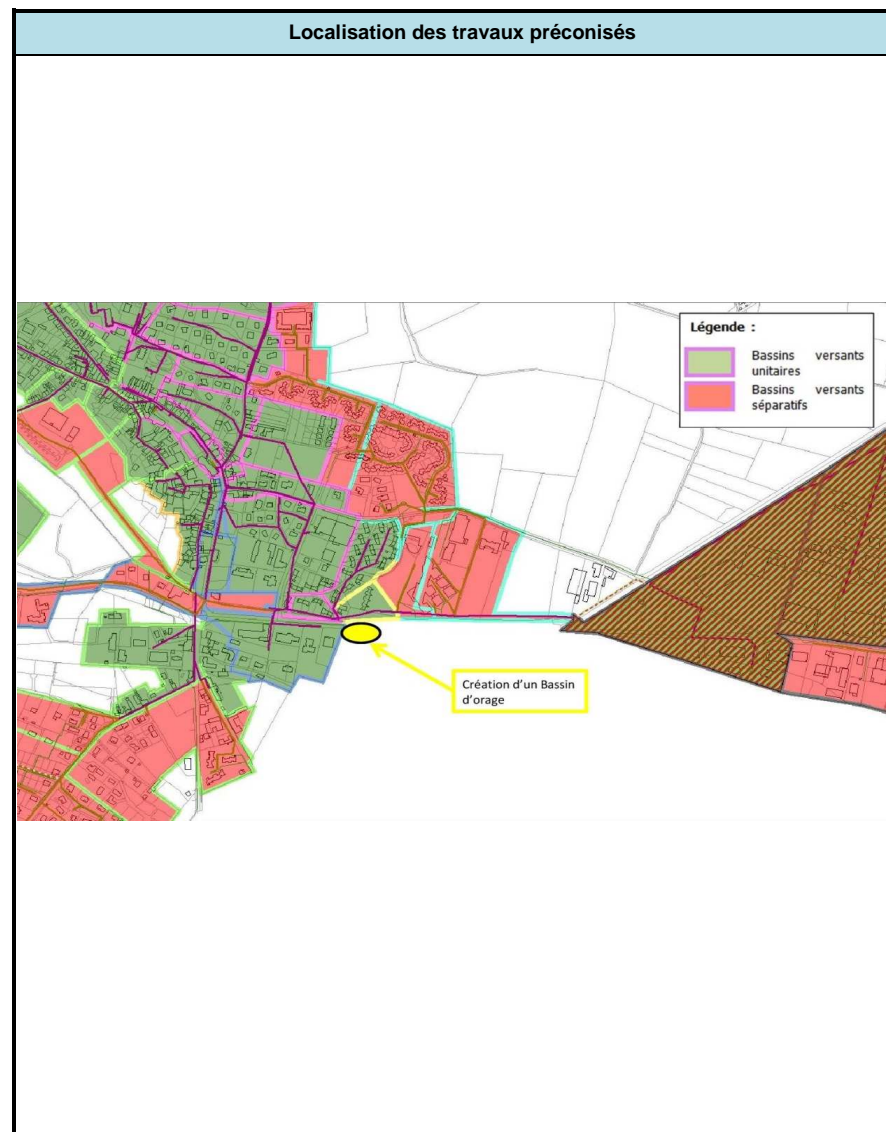 Localisation des travaux préconisés
Légende :
Bassins versants
unitaires
Bassins versants
séparatifs
Création d'un Bassin
d'orage